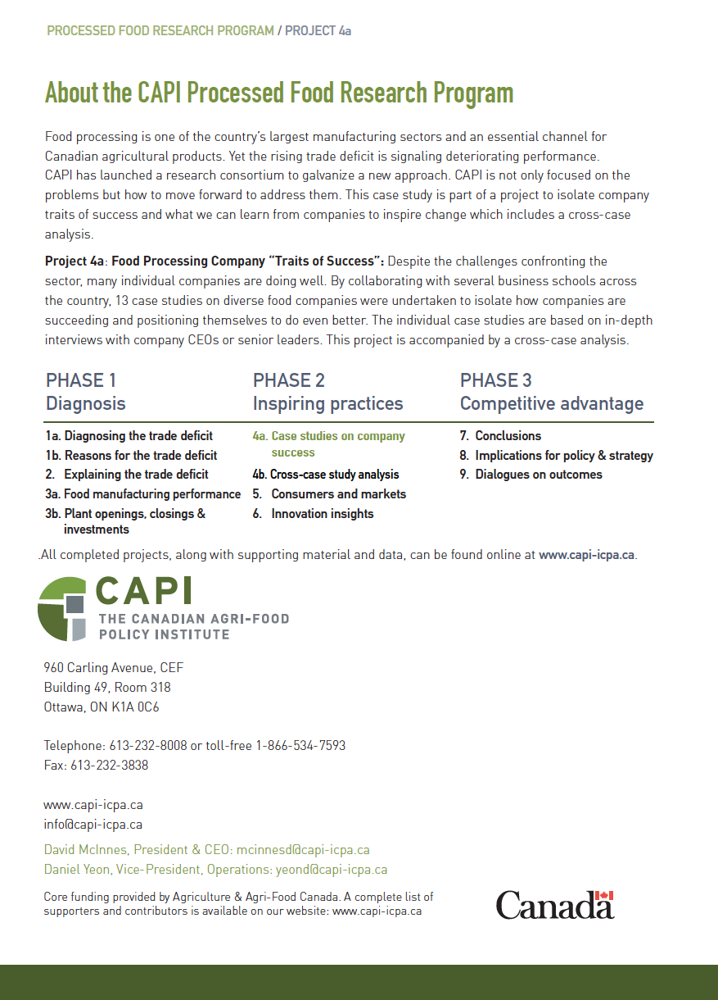 PROCESSED FOOD RESEARCH PROGRAM / PROJECT 4a
About the CAPI Processed Food Research Program
Food processing is one of the country’s largest manufacturing sectors and an essential channel for
Canadian agricultural products. Yet the rising trade deficit is signaling deteriorating performance.
CAPI has launched a research consortium to galvanize a new approach. CAPI is not only focused on the
problems but how to move forward to address them. This case study is part of a project to isolate company
traits of success and what we can learn from companies to inspire change which includes a cross-case
analysis.
Project 4a: Food Processing Company “Traits of Success”: Despite the challenges confronting the
sector, many individual companies are doing well. By collaborating with several business schools across
the country, 13 case studies on diverse food companies were undertaken to isolate how companies are
succeeding and positioning themselves to do even better. The individual case studies are based on in-depth
interviews with company CEOs or senior leaders. This project is accompanied by a cross-case analysis.
PHASE 1
Diagnosis
1a. Diagnosing the trade deficit
1b. Reasons for the trade deficit
2. Explaining the trade deficit
3a. Food manufacturing performance
3b. Plant openings, closings &
investments
PHASE 2
Inspiring practices
4a. Case studies on company
success
4b. Cross-case study analysis
5. Consumers and markets
6. Innovation insights
PHASE 3
Competitive advantage
7. Conclusions
8. Implications for policy & strategy
9. Dialogues on outcomes
.All completed projects, along with supporting material and data, can be found online at www.capi-icpa.ca.
CAPI
THE CANADIAN AGRI-FOOD
POLICY INSTITUTE
960 Carling Avenue, CEF
Building 49, Room 318
Ottawa, ON K1A 0C6
Telephone: 613-232-8008 or toll-free 1-866-534-7593
Fax: 613-232-3838
www.capi-icpa.ca
info@capi-icpa.ca
David McInnes, President & CEO: mcinnesd@capi-icpa.ca
Daniel Yeon, Vice-President, Operations: yeond@capi-icpa.ca
Core funding provided by Agriculture & Agri-Food Canada. A complete list of
supporters and contributors is available on our website: www.capi-icpa.ca
Canada